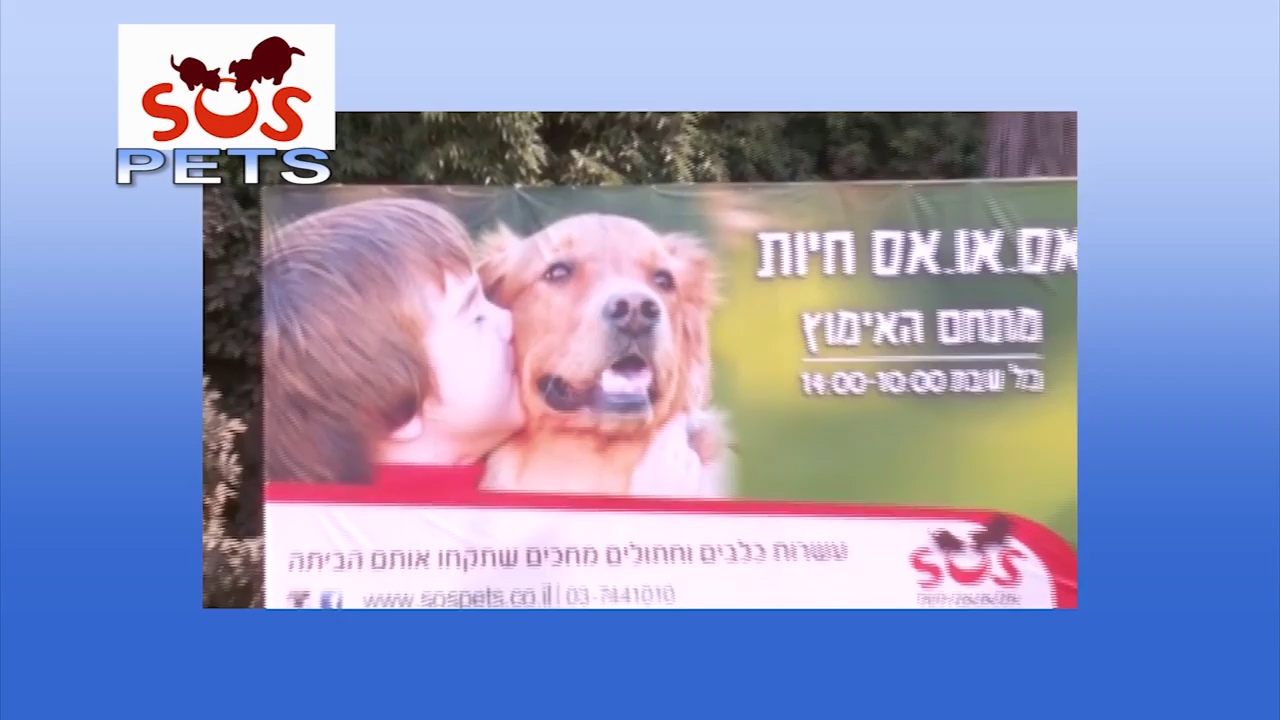 SOS
PETS
אס או אס חיות
מתחם האימוץ
כל שבת 10:00-14:00
עשרות כלבים וחתולים מחכים שתקחו אותם הביתה
www.sospets.co.il | 03-7441010
SOS